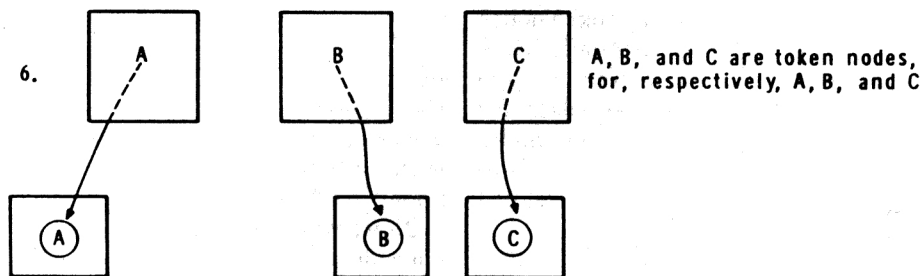 6.
A B C
A, B, and C are token nodes,
for, respectively, A, B, and C
A B C